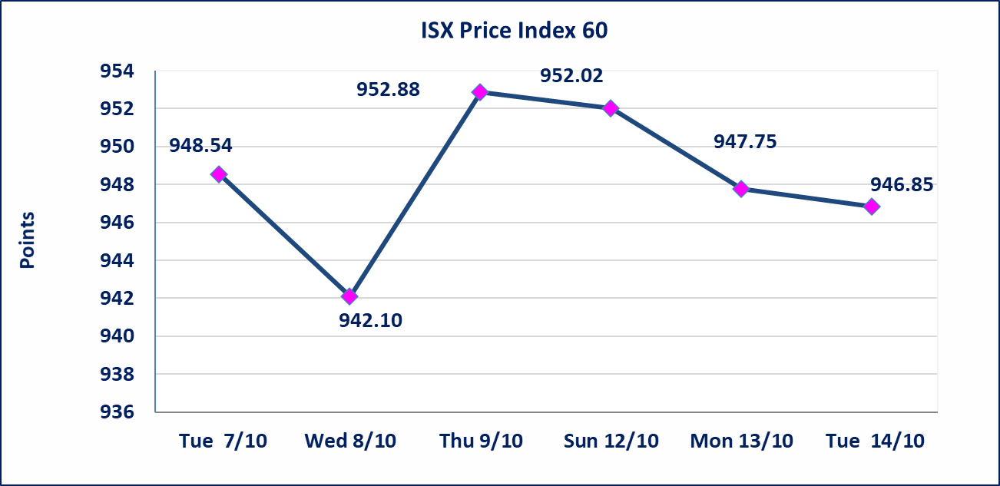 ISX Price Index 60
Points
954
952
950
948
946
944
942
940
938
936
948.54
942.10
952.88
952.02
947.75
946.85
Tue  7/10
Wed 8/10
Thu 9/10
Sun 12/10
Mon 13/10
Tue  14/10